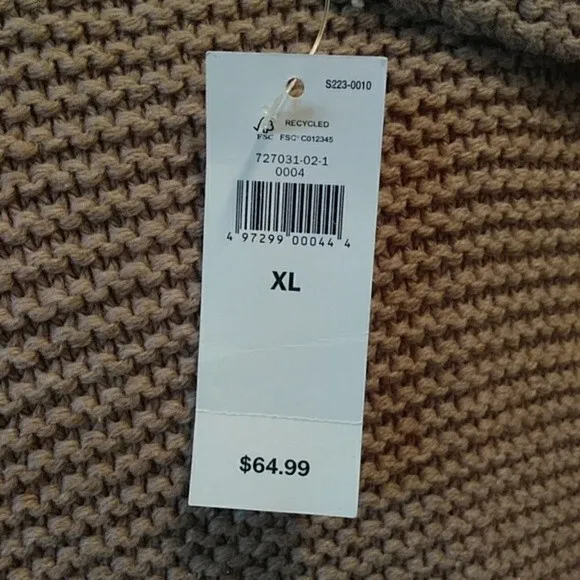 S223-0010
RECYCLED
FSC FSC® C012345
727031-02-1
0004
4 97299 00044 4
XL
$64.99